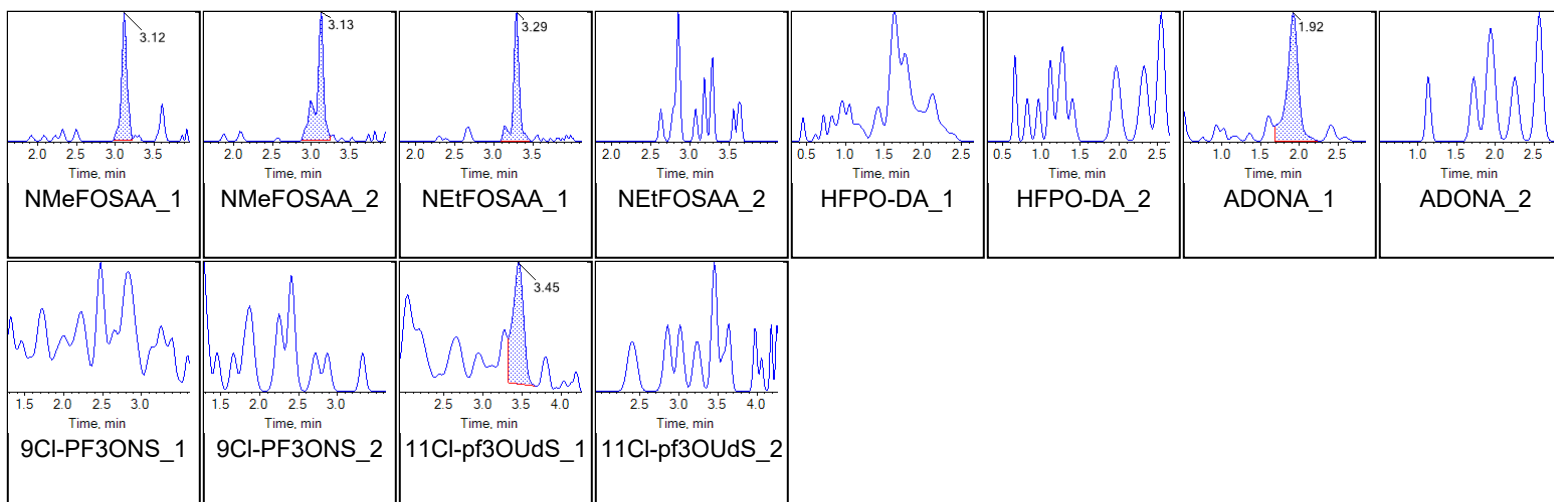 3.12
3.13
3.29
1.92
2.0 2.5 3.0 3.5
2.0 2.5 3.0 3.5
2.0 2.5 3.0 3.5
2.0 2.5 3.0 3.5
0.5 1.0 1.5 2.0 2.5
0.5 1.0 1.5 2.0 2.5
1.0 1.5 2.0 2.5
1.0 1.5 2.0 2.5
Time, min
Time, min
Time, min
Time, min
Time, min
Time, min
Time, min
Time, min
NMeFOSAA_1
NMeFOSAA_2
NEtFOSAA_1
NEtFOSAA_2
HFPO-DA_1
HFPO-DA_2
ADONA_1
ADONA_2
3.45
1.5 2.0 2.5 3.0
1.5 2.0 2.5 3.0
2.5 3.0 3.5 4.0
2.5 3.0 3.5 4.0
Time, min
Time, min
Time, min
Time, min
9Cl-PF3ONS_1
9Cl-PF3ONS_2
11Cl-pf3OUdS_1
11Cl-pf3OUdS_2